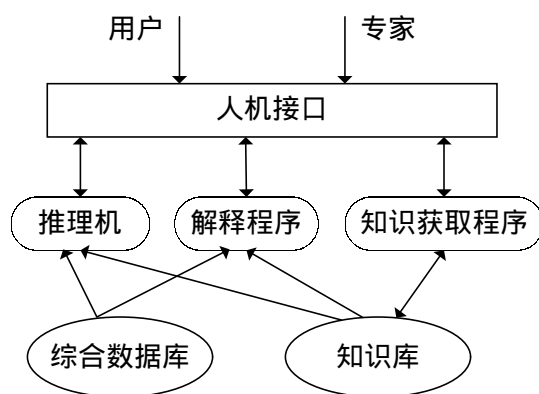 用户
专家
人机接口
推理机
解释程序
知识获取程序
综合数据库
知识库